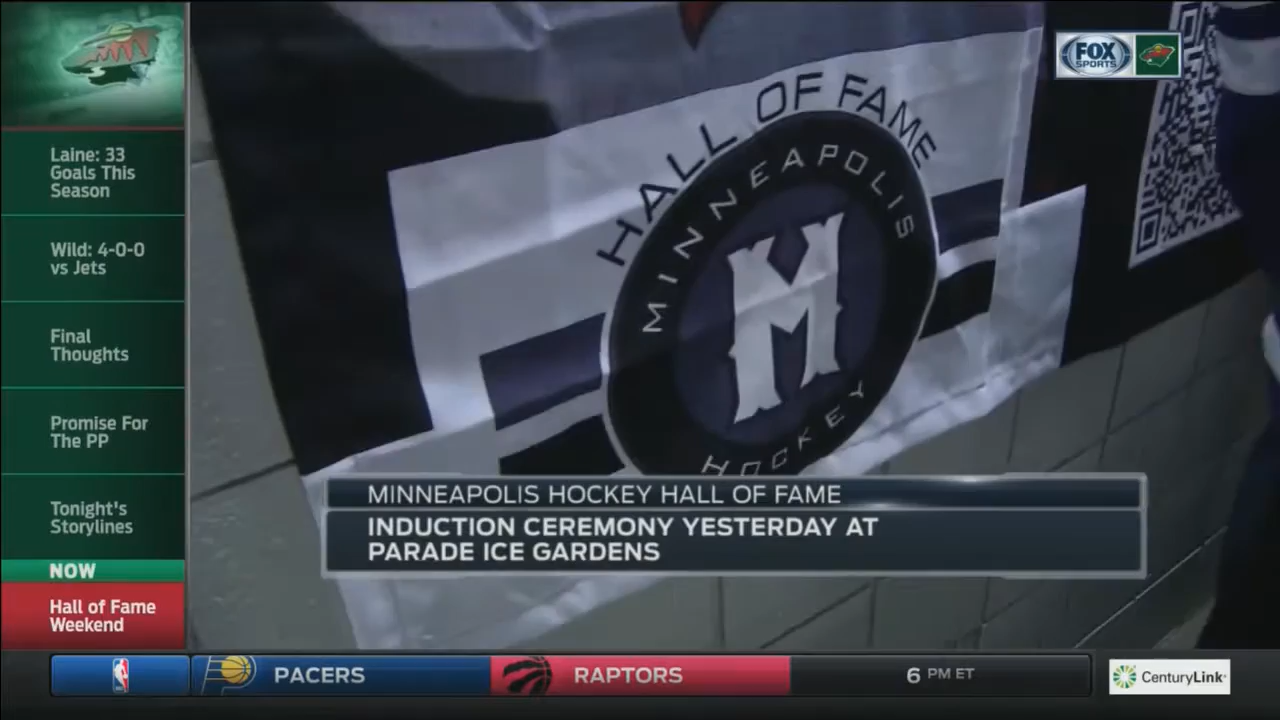 Laine: 33
Goals This
Season
Wild: 4-0-0
vs Jets
Final
Thoughts
Promise For
The PP
Tonight's
Storylines
NOW
Hall of Fame
Weekend
FOX
SPORTS
HALL OF FAME
MINNEAPOLIS
M
HOCKEY
MINNEAPOLIS HOCKEY HALL OF FAME
INDUCTION CEREMONY YESTERDAY AT
PARADE ICE GARDENS
PACERS
RAPTORS
6 PM ET
CenturyLink